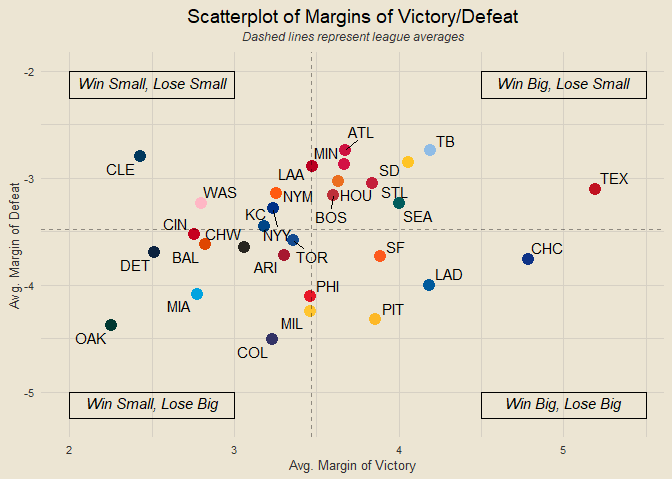 Scatterplot of Margins of Victory/Defeat
Dashed lines represent league averages
-2
Win Small, Lose Small
Win Big, Lose Small
ATL
TB
MIN
CLE
LAA
SD
-3
TEX
WAS
NYM
HOU
STL
KC
BOS
SEA
CIN
CHW
NYY
SF
CHC
BAL
TOR
DET
ARI
LAD
-4
PHI
MIA
PIT
MIL
OAK
COL
-5
Win Small, Lose Big
Win Big, Lose Big
2
3
4
5
Avg. Margin of Victory
Avg. Margin of Defeat